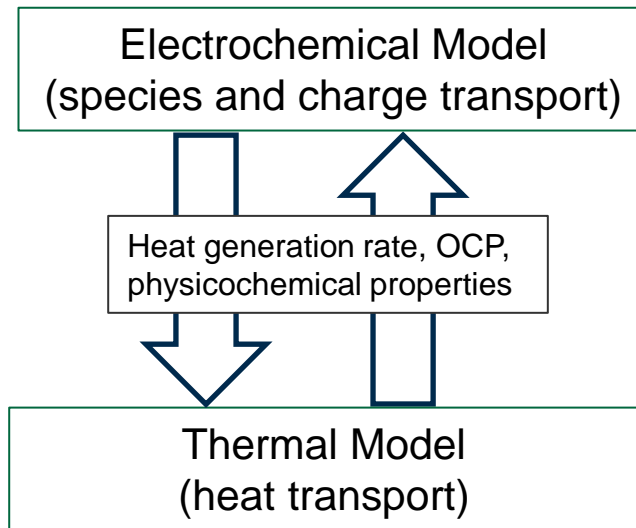 Electrochemical Model
(species and charge transport)
Heat generation rate, OCP,
physicochemical properties
Thermal Model
(heat transport)